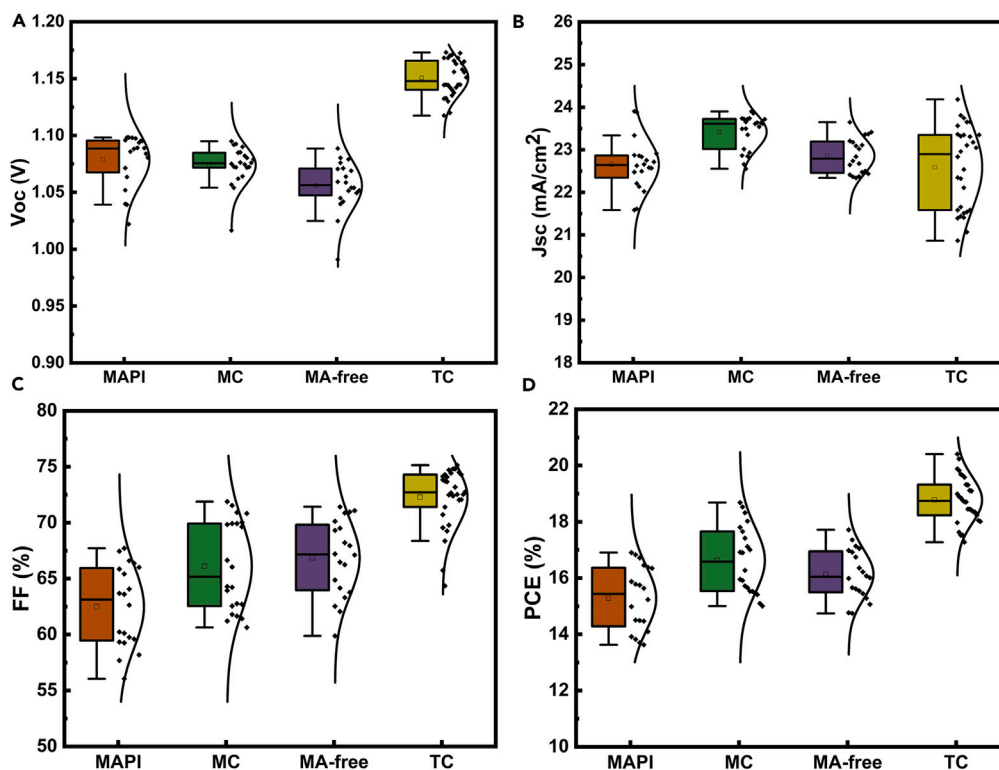 A
Voc (V)
1.20
1.15
1.10
1.05
1.00
0.95
0.90
MAPI MC MA-free TC
B
Jsc (mA/cm2)
26
25
24
23
22
21
20
19
18
MAPI MC MA-free TC
C
FF (%)
80
75
70
65
60
55
50
MAPI MC MA-free TC
D
PCE (%)
22
20
18
16
14
12
10
MAPI MC MA-free TC